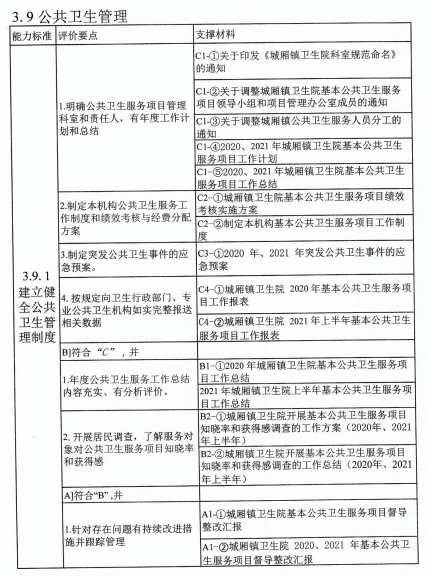 3.9公共卫生管理
能力标准 评价要点 支撑材料
3.9.1
建立健
全公共
卫生管
理制度
1.明确公共卫生服务项目管理
科室和责任人，有年度工作计
划和总结
C1-①关于印发《城厢镇卫生院科室规范命名》
的通知
C1-②关于调整城厢镇卫生院基本公共卫生服务
项目领导小组和项目管理办公室成员的通知
C1-③关于调整城厢镇公共卫生服务人员分工的
通知
C1-④2020、2021年城厢镇卫生院基本公共卫生
服务项目工作计划
C1-⑤2020、2021年城厢镇卫生院基本公共卫生
服务项目工作总结
2.制定本机构公共卫生服务工
作制度和绩效考核与经费分配
方案
C2-①城厢镇卫生院基本公共卫生服务项目绩效
考核实施方案
C2-②制定本机构基本公共卫生服务项目工作制
度
3.制定突发公共卫生事件的应
急预案。
C3-①2020 年、2021 年突发公共卫生事件的应
急预案
4.按规定向卫生行政部门、专
业公共卫生机构如实完整报送
相关数据
C4-①城厢镇卫生院 2020年基本公共卫生服务项
目工作报表
C4-②城厢镇卫生院 2021年上半年基本公共卫生
服务项目工作报表
B]符合 “C”，并
1.年度公共卫生服务工作总结
内容充实、有分析评价。
B1-①2020年城厢镇卫生院基本公共卫生服务项
目工作总结
2021年城厢镇卫生院上半年基本公共卫生服务项
目工作总结
2.开展居民调查，了解服务对
象对公共卫生服务项目知晓率
和获得感
B2-①城厢镇卫生院开展基本公共卫生服务项目
知晓率和获得感调查的工作方案（2020年、2021
年上半年）
B2-②城厢镇卫生院开展基本公共卫生服务项目
知晓率和获得感调查的工作总结（2020年、2021
年上半年）
A]符合“B”,并
1.针对存在问题有持续改进措
施并跟踪管理
A1-①城厢镇卫生院基本公共卫生服务项目督导
整改汇报
A1-②城厢镇卫生院 2020、2021 年基本公共卫
生服务项目督导整改汇报